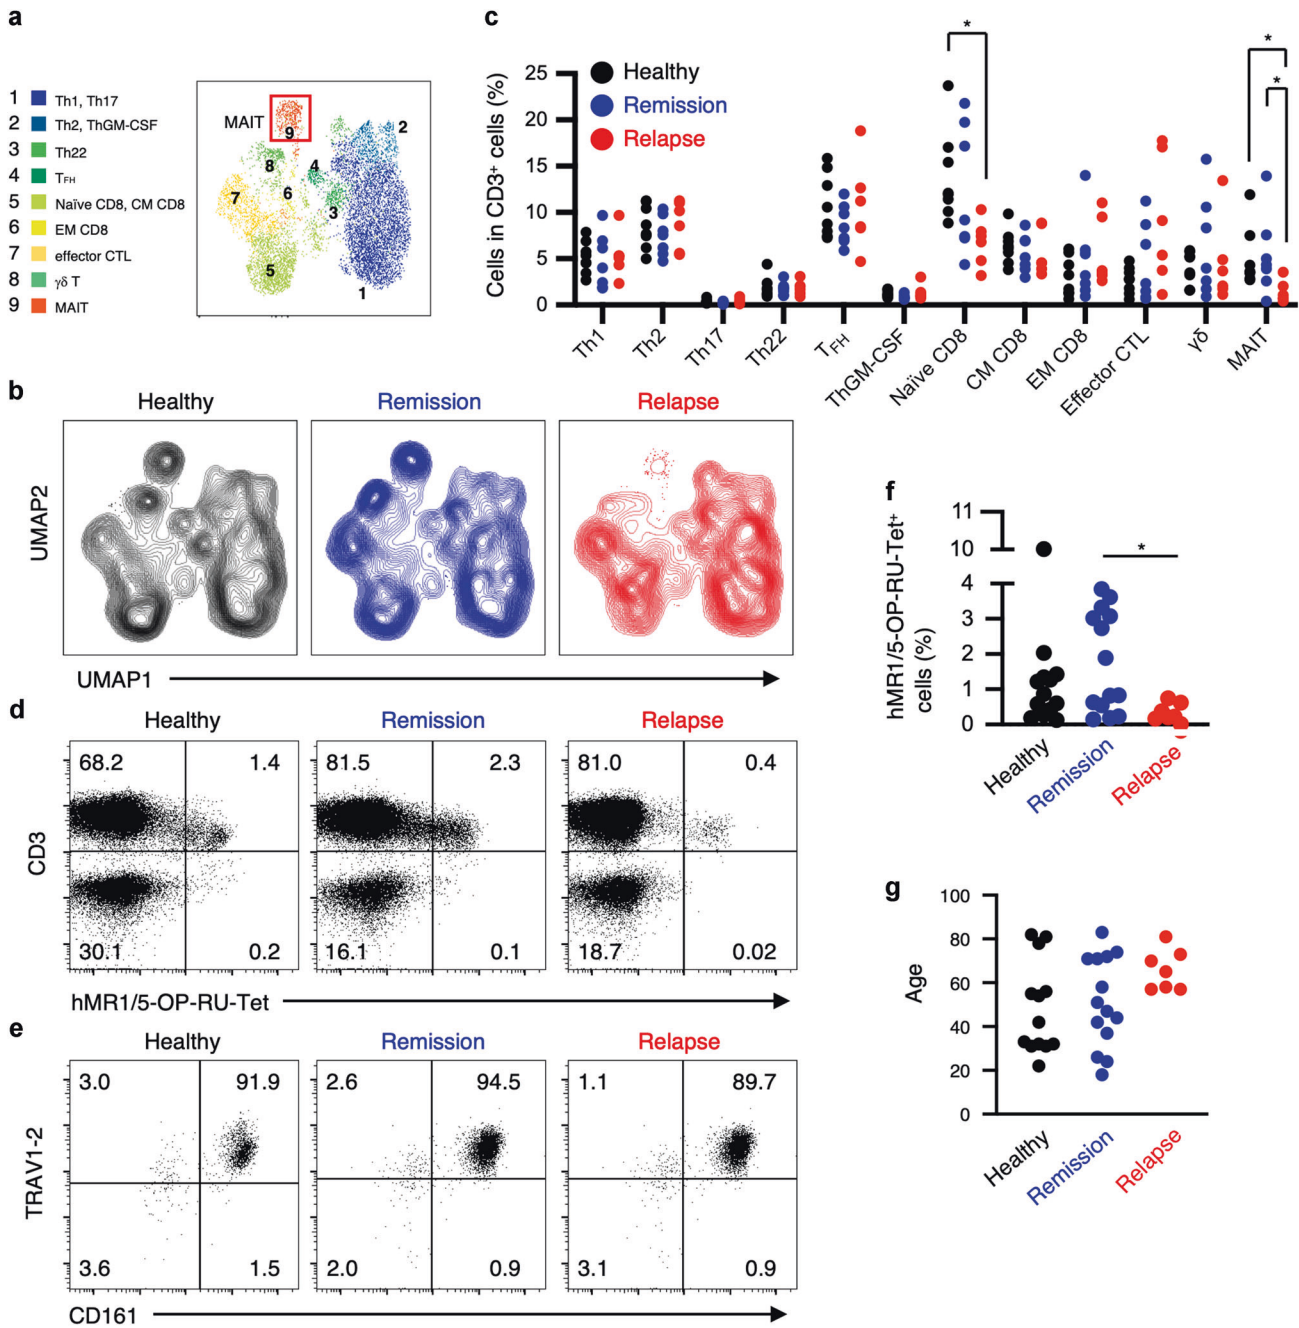 a
1 Th1, Th17
2 Th2, ThGM-CSF
3 Th22
4 TFH
5 Naïve CD8, CM CD8
6 EM CD8
7 effector CTL
8 γδ T
9 MAIT
MAIT
9
2
8
4
7
6
3
5
1
c
Cells in CD3+ cells (%)
25
20
15
10
5
0
Healthy
Remission
Relapse
*
*
*
Th1
Th2
Th17
Th22
TFH
ThGM-CSF
Naïve CD8
CM CD8
EM CD8
Effector CTL
γδ
MAIT
b
Healthy
Remission
Relapse
UMAP2
UMAP1
d
Healthy
Remission
Relapse
68.2
1.4
30.1
0.2
81.5
2.3
16.1
0.1
81.0
0.4
18.7
0.02
CD3
hMR1/5-OP-RU-Tet
e
Healthy
Remission
Relapse
3.0
91.9
3.6
1.5
2.6
94.5
2.0
0.9
1.1
89.7
3.1
0.9
TRAV1-2
CD161
f
hMR1/5-OP-RU-Tet+
cells (%)
11
10
4
3
2
1
0
*
Healthy
Remission
Relapse
g
Age
100
80
60
40
20
0
Healthy
Remission
Relapse